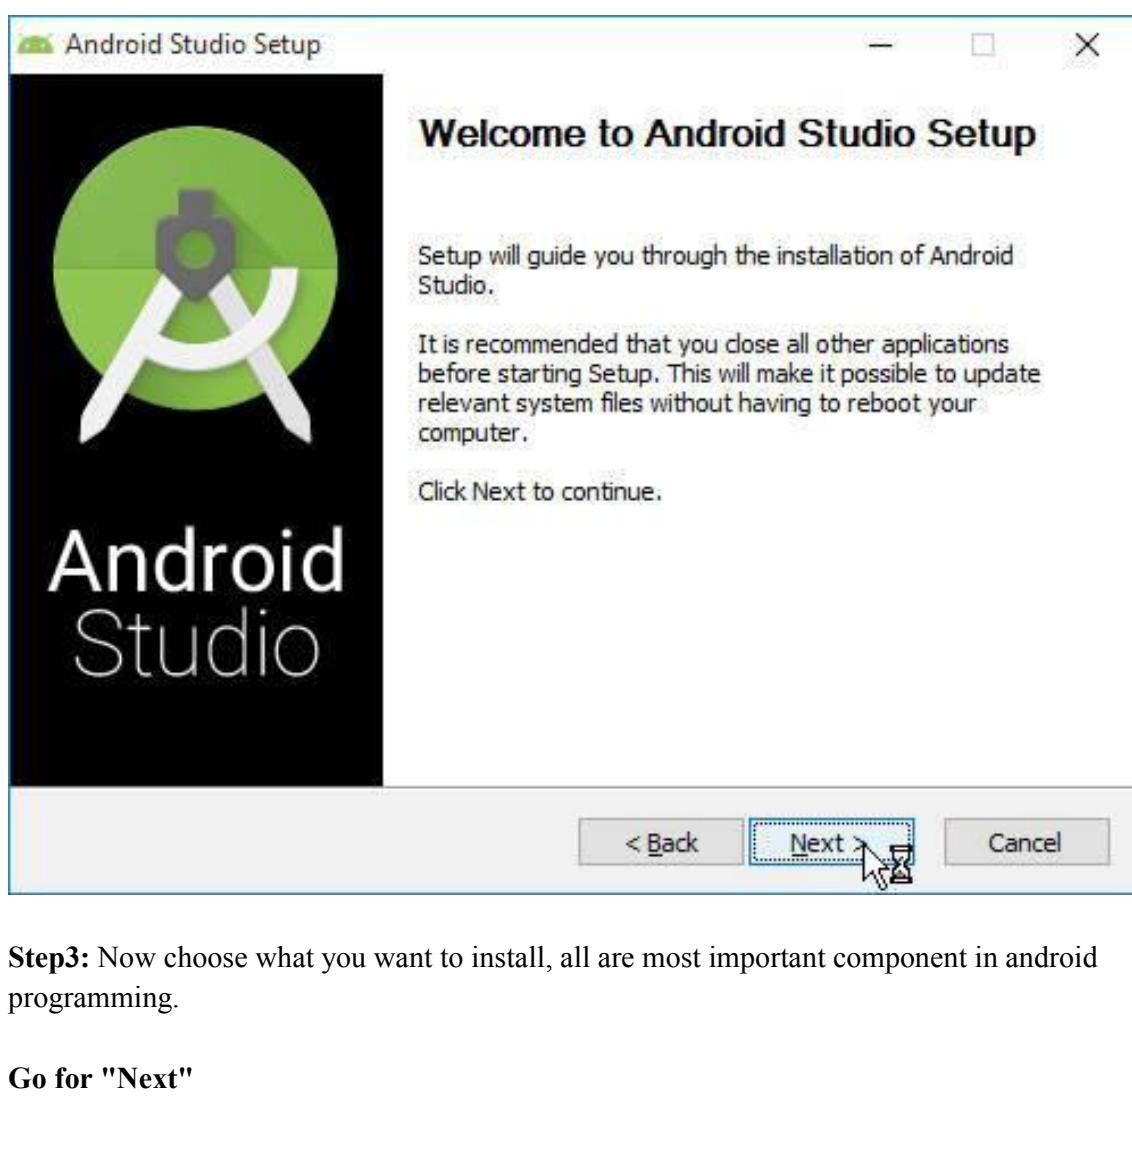 Android Studio Setup
Welcome to Android Studio Setup
Setup will guide you through the installation of Android
Studio.
It is recommended that you close all other applications
before starting Setup. This will make it possible to update
relevant system files without having to reboot your
computer.
Click Next to continue.
Android
Studio
< Back
Next >
Cancel
Step3: Now choose what you want to install, all are most important component in android
programming.
Go for "Next"